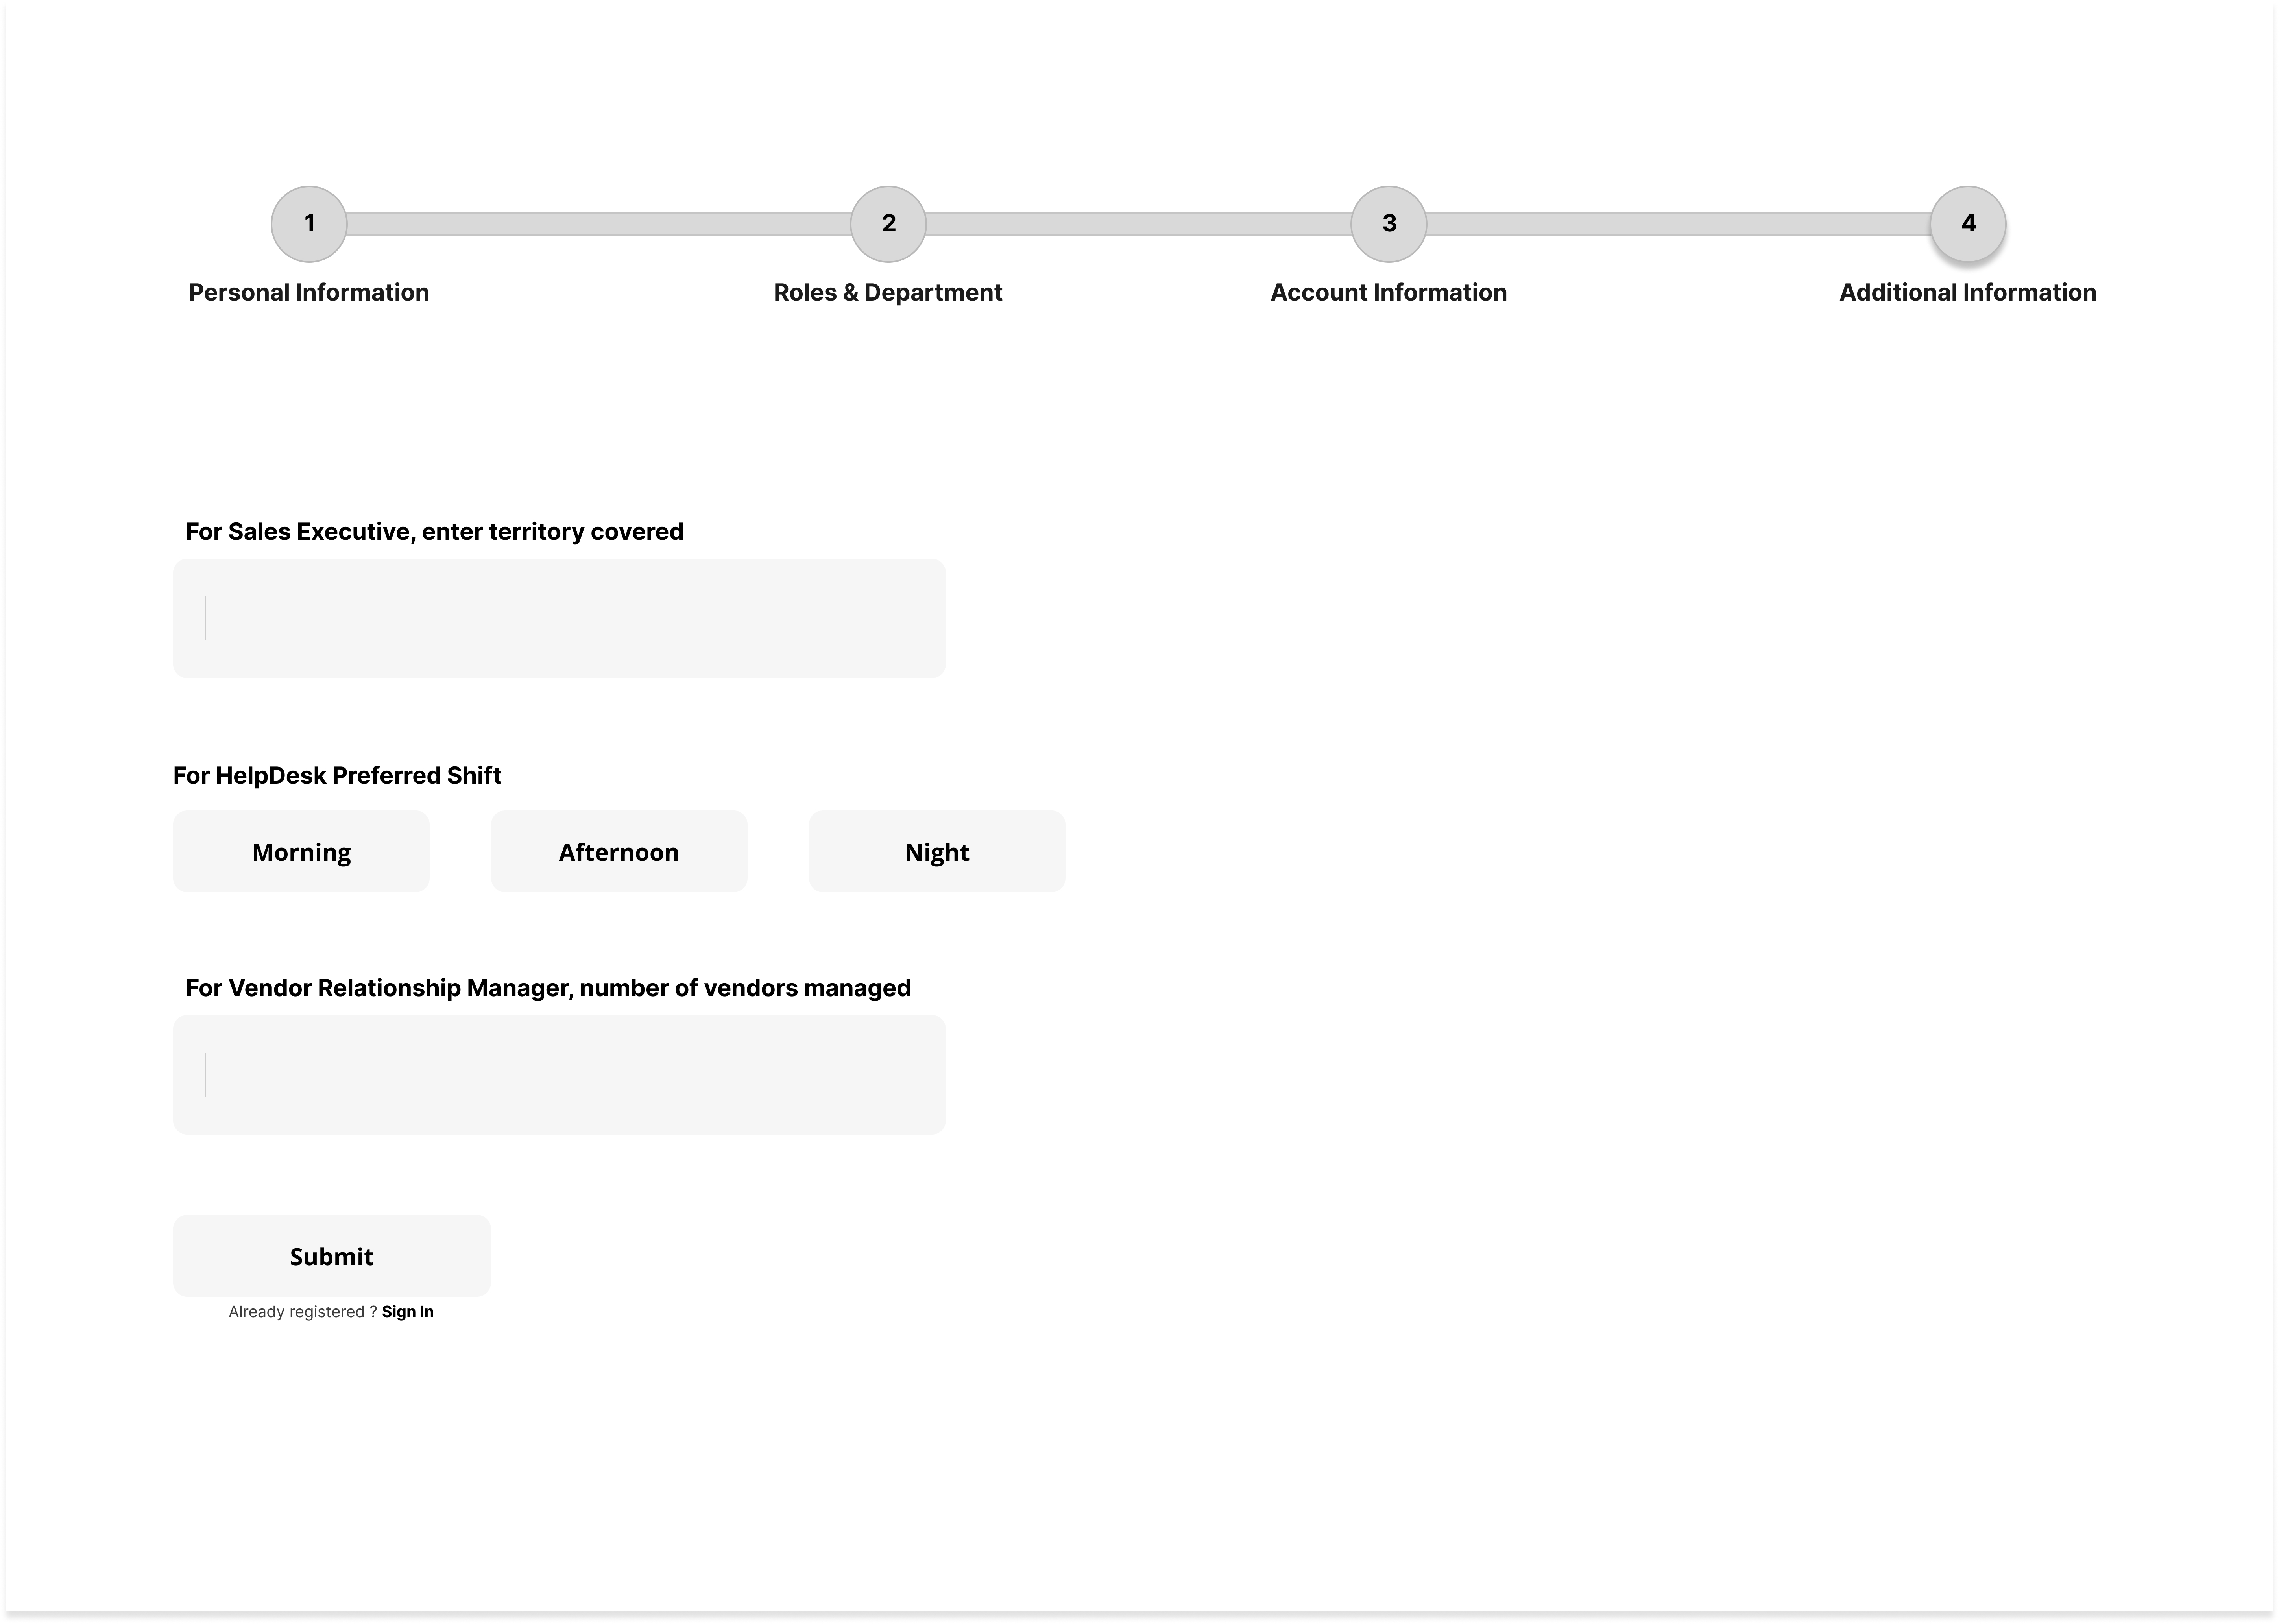 1
2
3
4
Personal Information
Roles & Department
Account Information
Additional Information
For Sales Executive, enter territory covered
For HelpDesk Preferred Shift
Morning
Afternoon
Night
For Vendor Relationship Manager, number of vendors managed
Submit
Already registered ? Sign In